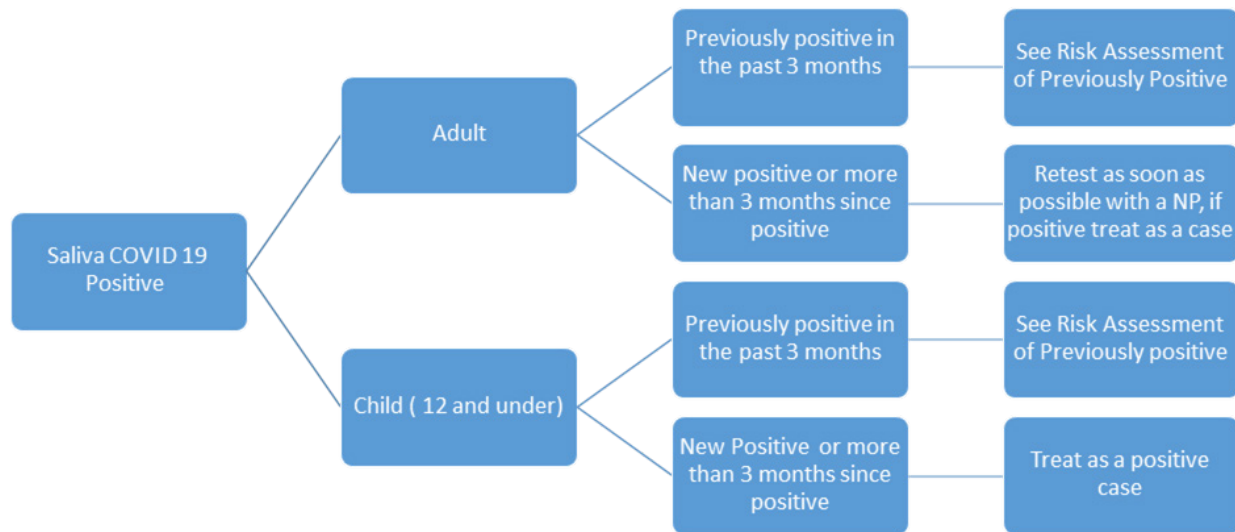 Saliva COVID 19
Positive
Adult
Previously positive in
the past 3 months
See Risk Assessment
of Previously Positive
New positive or more
than 3 months since
positive
Retest as soon as
possible with a NP, if
positive treat as a case
Child ( 12 and under)
Previously positive in
the past 3 months
See Risk Assessment
of Previously positive
New Positive  or more
than 3 months since
positive
Treat as a positive
case